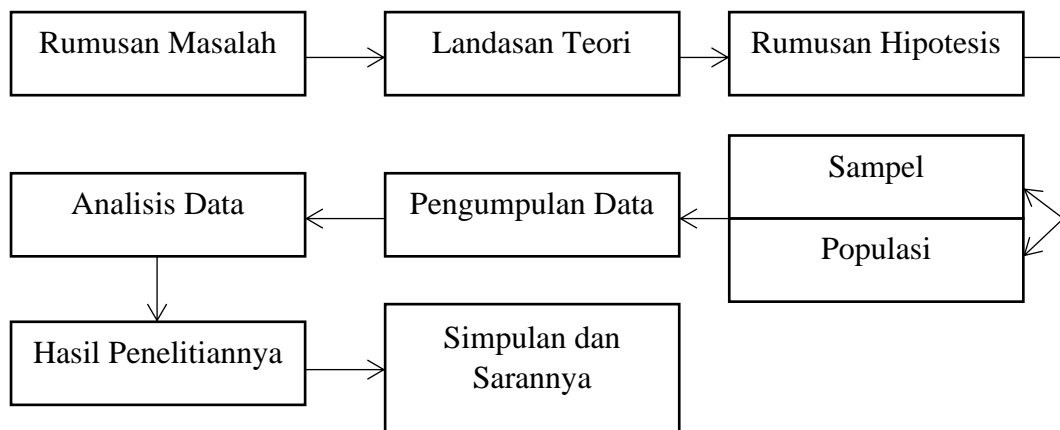 Rumusan Masalah
Landasan Teori
Rumusan Hipotesis
Sampel
Populasi
Pengumpulan Data
Analisis Data
Hasil Penelitiannya
Simpulan dan
Sarannya